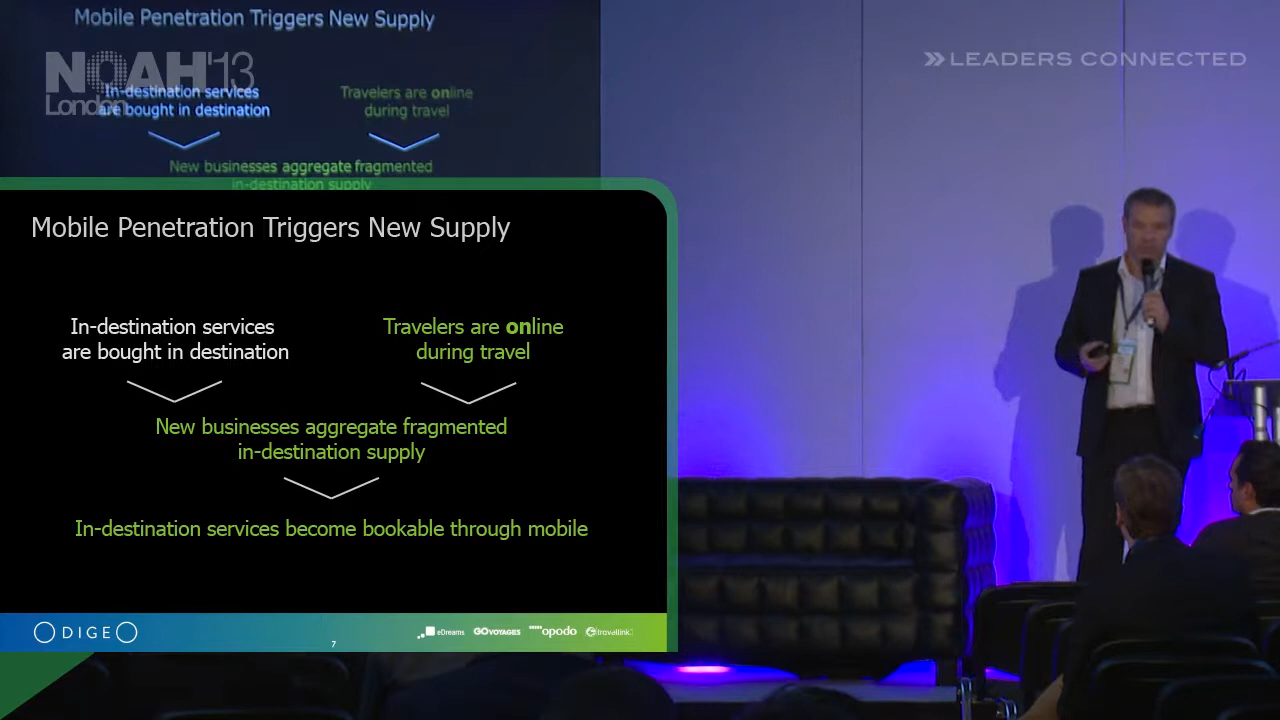 Mobile Penetration Triggers New Supply
NOAH'13
London
LEADERS CONNECTED
In-destination services
are bought in destination
Travelers are online
during travel
New businesses aggregate fragmented
in-destination supply
Mobile Penetration Triggers New Supply
In-destination services
are bought in destination
Travelers are online
during travel
New businesses aggregate fragmented
in-destination supply
In-destination services become bookable through mobile
ODIGEO
7
eDreams
GOVOYAGES
opodo
travellink